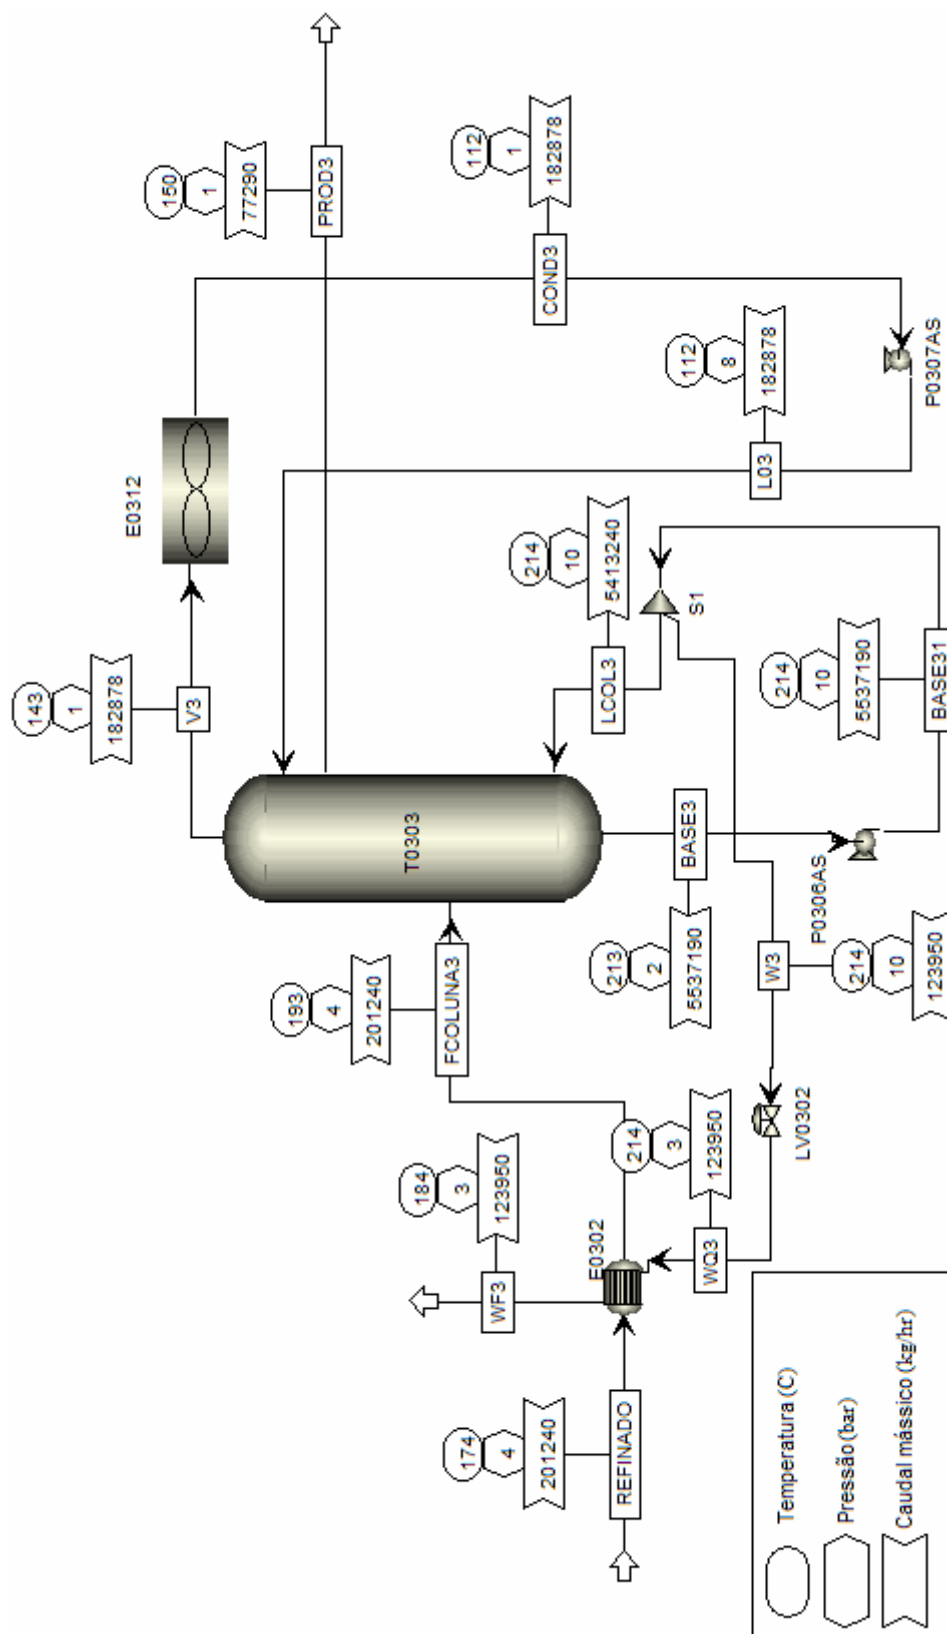 150
1
77290
PROD3
112
1
182878
COND3
112
8
182878
L03
P0307AS
E0312
143
1
182878
V3
214
10
5413240
LCOL3
S1
214
10
5537190
BASE31
T0303
193
4
201240
FCOLUNA3
213
2
5537190
BASE3
P0306AS
214
10
123950
W3
LV0302
184
3
123950
WF3
E0302
214
3
123950
WQ3
174
4
201240
REFINADO
Temperatura (C)
Pressão (bar)
Caudal mássico (kg/hr)